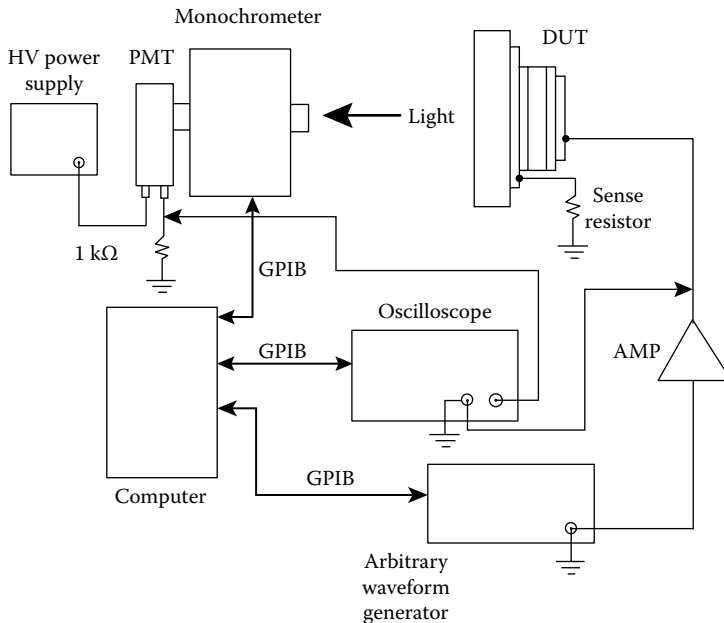 Monochrometer
HV power
supply
PMT
DUT
Light
Sense
resistor
1 kΩ
GPIB
Oscilloscope
GPIB
AMP
GPIB
Computer
Arbitrary
waveform
generator